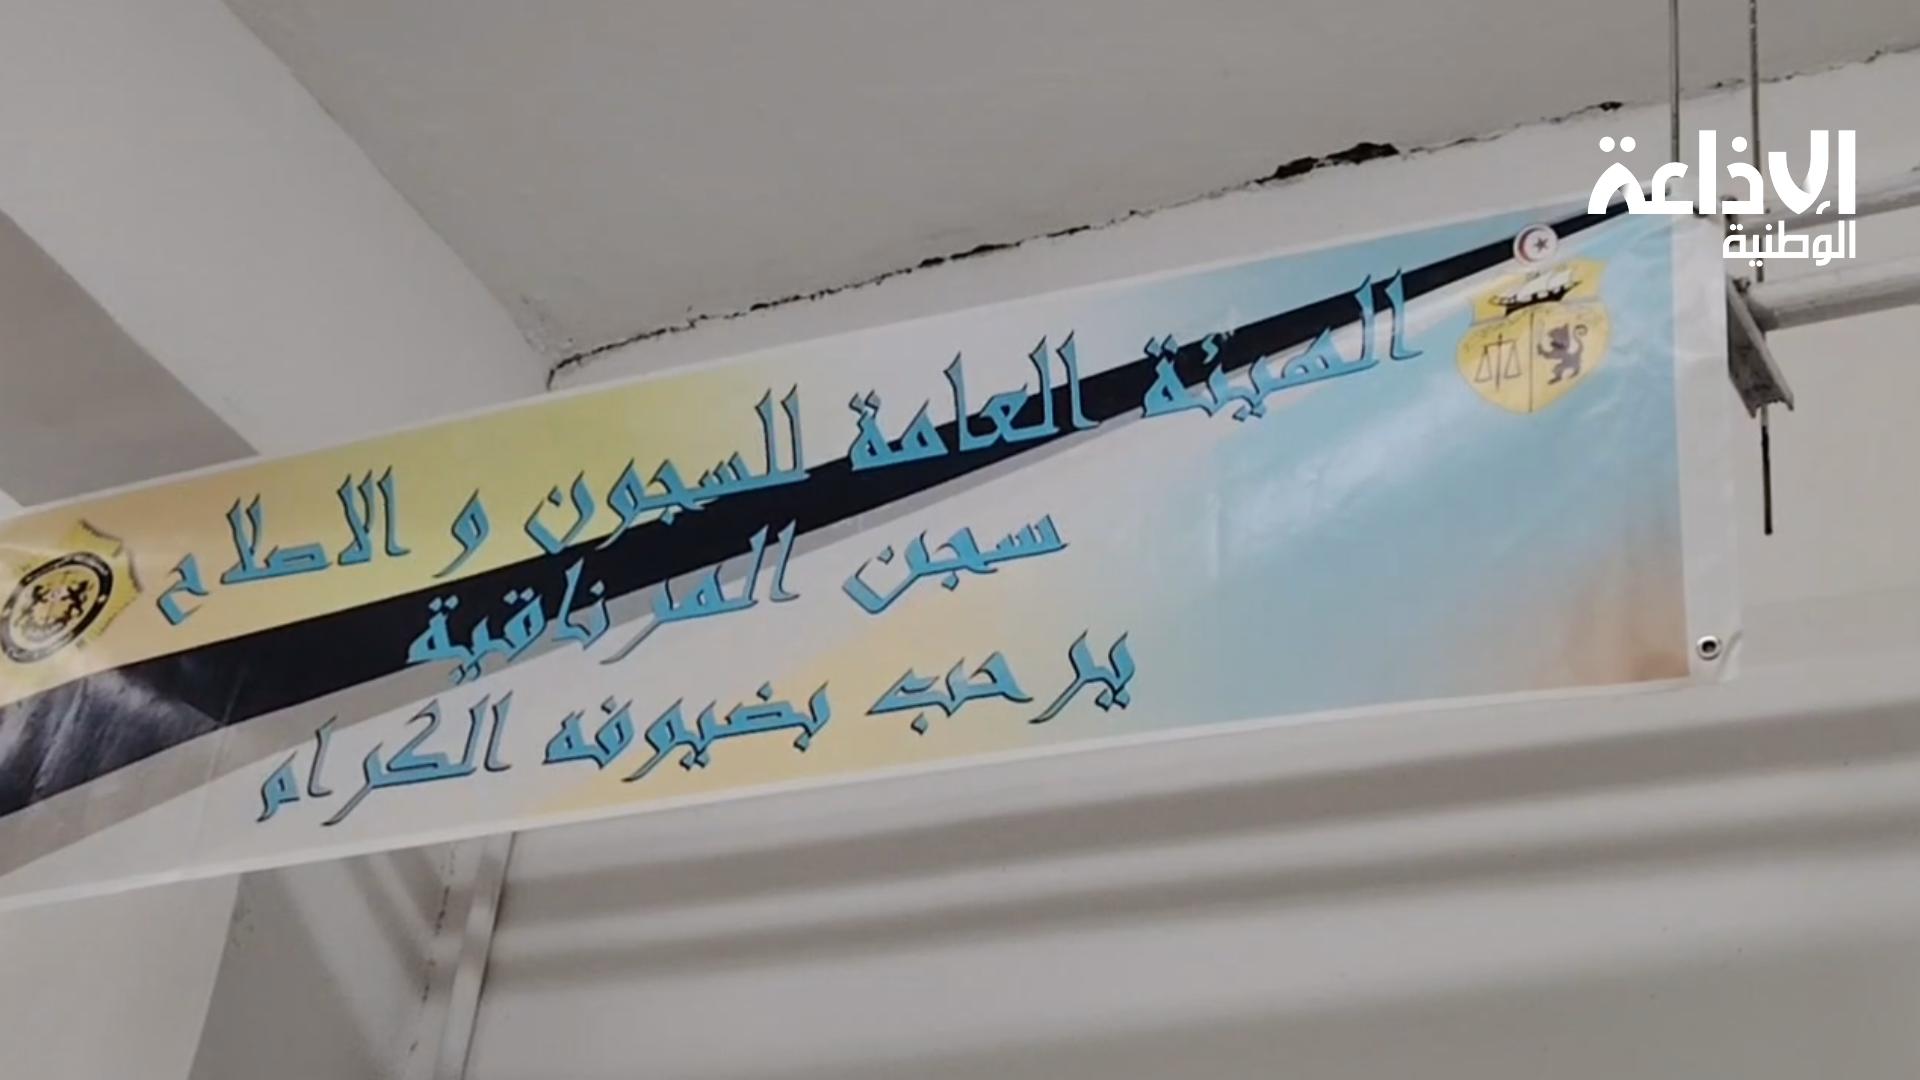 الإذاعة
الوطنية
الهيئة العامة للسجون و الاصلاح
سجن المرناقية
يرحب بضيوفه الكرام